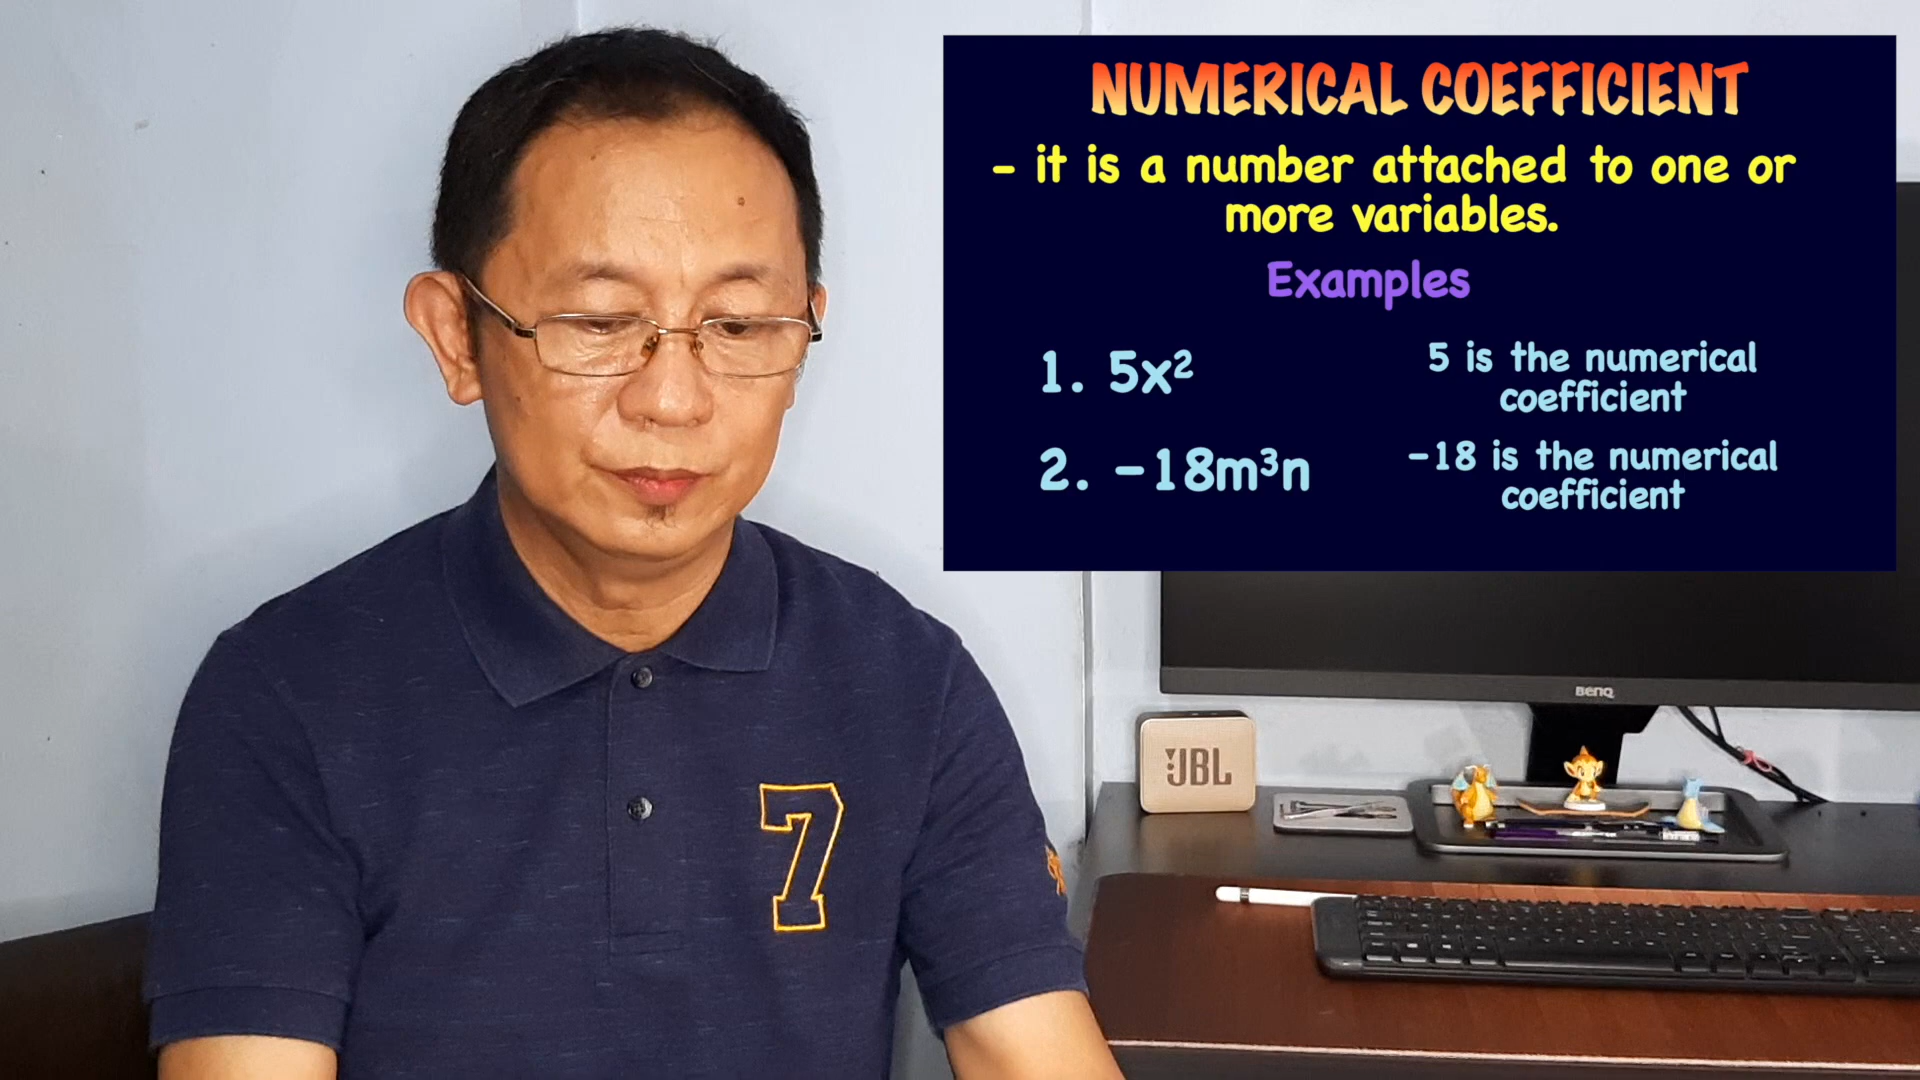 NUMERICAL COEFFICIENT
- it is a number attached to one or
more variables.
Examples
1. 5x²
5 is the numerical
coefficient
2. -18m³n
-18 is the numerical
coefficient
BenQ
JBL
7